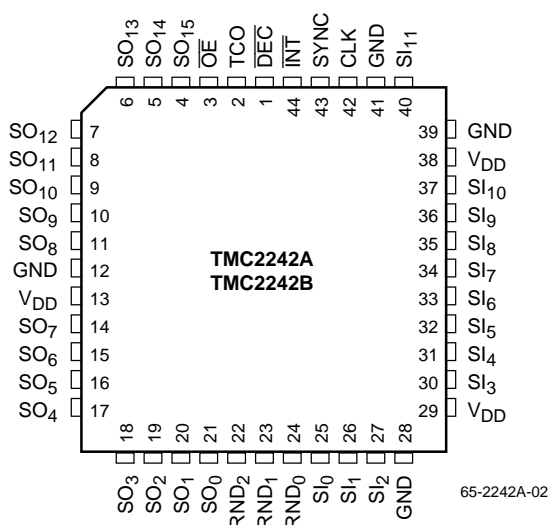 SO13 SO14 SO15 OE TCO DEC INT SYNC CLK GND SI11
6 5 4 3 2 1 44 43 42 41 40
SO12 7 39 GND
SO11 8 38 VDD
SO10 9 37 SI10
SO9 10 36 SI9
SO8 11 35 SI8
GND 12 34 SI7
VDD 13 33 SI6
SO7 14 32 SI5
SO6 15 31 SI4
SO5 16 30 SI3
SO4 17 29 VDD
TMC2242A
TMC2242B
18 19 20 21 22 23 24 25 26 27 28
SO3 SO2 SO1 SO0 RND2 RND1 RND0 SI0 SI1 SI2 GND
65-2242A-02